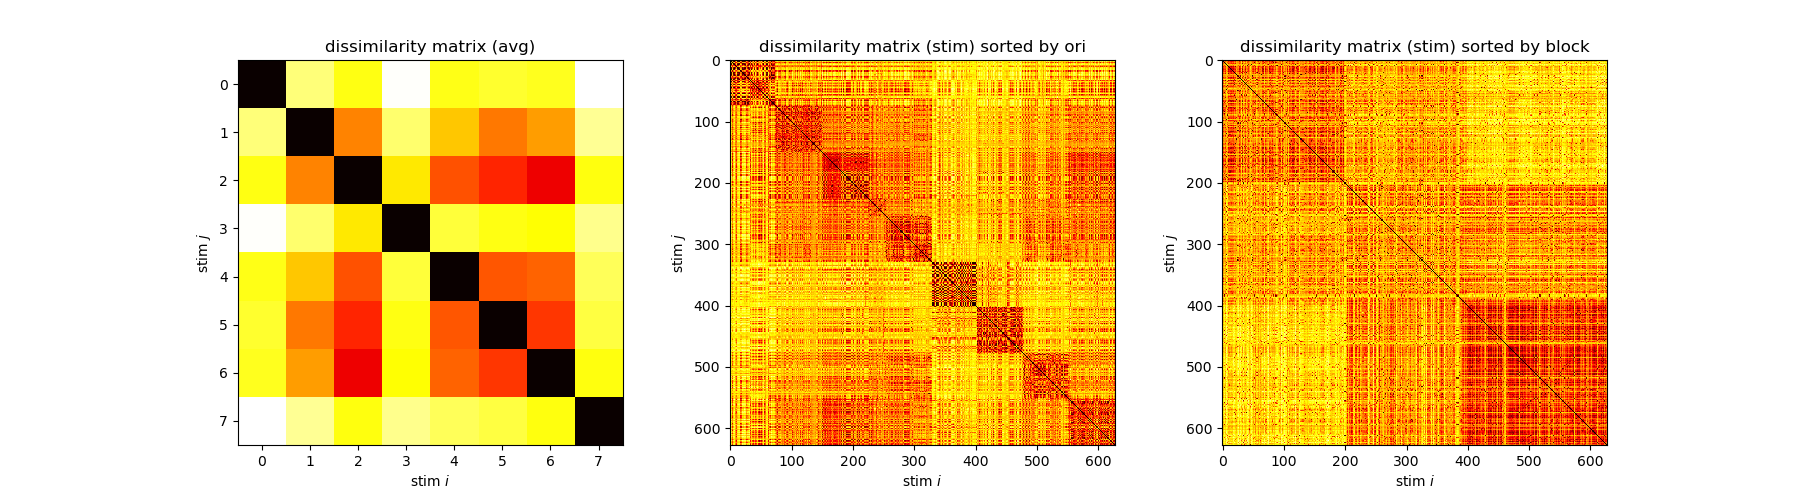 dissimilarity matrix (avg)
0
1
2
3
4
5
6
7
stim j
0 1 2 3 4 5 6 7
stim i
dissimilarity matrix (stim) sorted by ori
0
100
200
300
400
500
600
stim j
0 100 200 300 400 500 600
stim i
dissimilarity matrix (stim) sorted by block
0
100
200
300
400
500
600
stim j
0 100 200 300 400 500 600
stim i